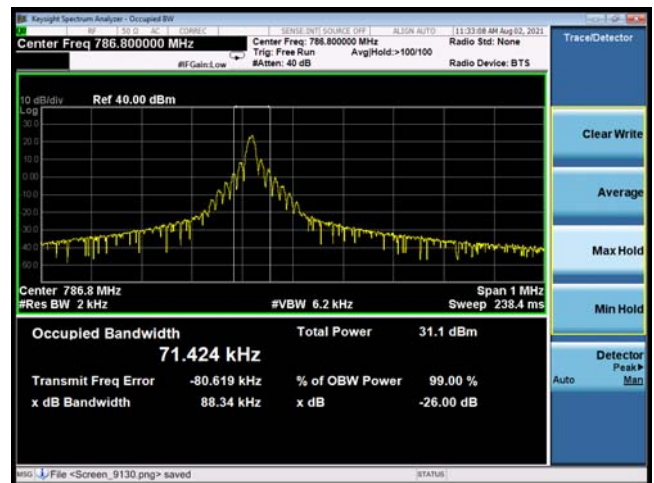 Keysight Spectrum Analyzer - Occupied BW
RF 50 Ω AC CORREC SENSE:INT SOURCE OFF ALIGN AUTO 11:33:08 AM Aug 02, 2021
Center Freq 786.800000 MHz
Center Freq: 786.800000 MHz Radio Std: None
Trig: Free Run Avg|Hold:>100/100
#IFGain:Low #Atten: 40 dB Radio Device: BTS
10 dB/div Ref 40.00 dBm
Log
30.0
20.0
10.0
0.00
10.0
20.0
30.0
40.0
50.0
Center 786.8 MHz Span 1 MHz
#Res BW 2 kHz #VBW 6.2 kHz Sweep 238.4 ms
Occupied Bandwidth Total Power 31.1 dBm
71.424 kHz
Transmit Freq Error -80.619 kHz % of OBW Power 99.00 %
x dB Bandwidth 88.34 kHz x dB -26.00 dB
MSG File <Screen_9130.png> saved STATUS
Trace/Detector
Clear Write
Average
Max Hold
Min Hold
Detector
Peak▶
Auto Man